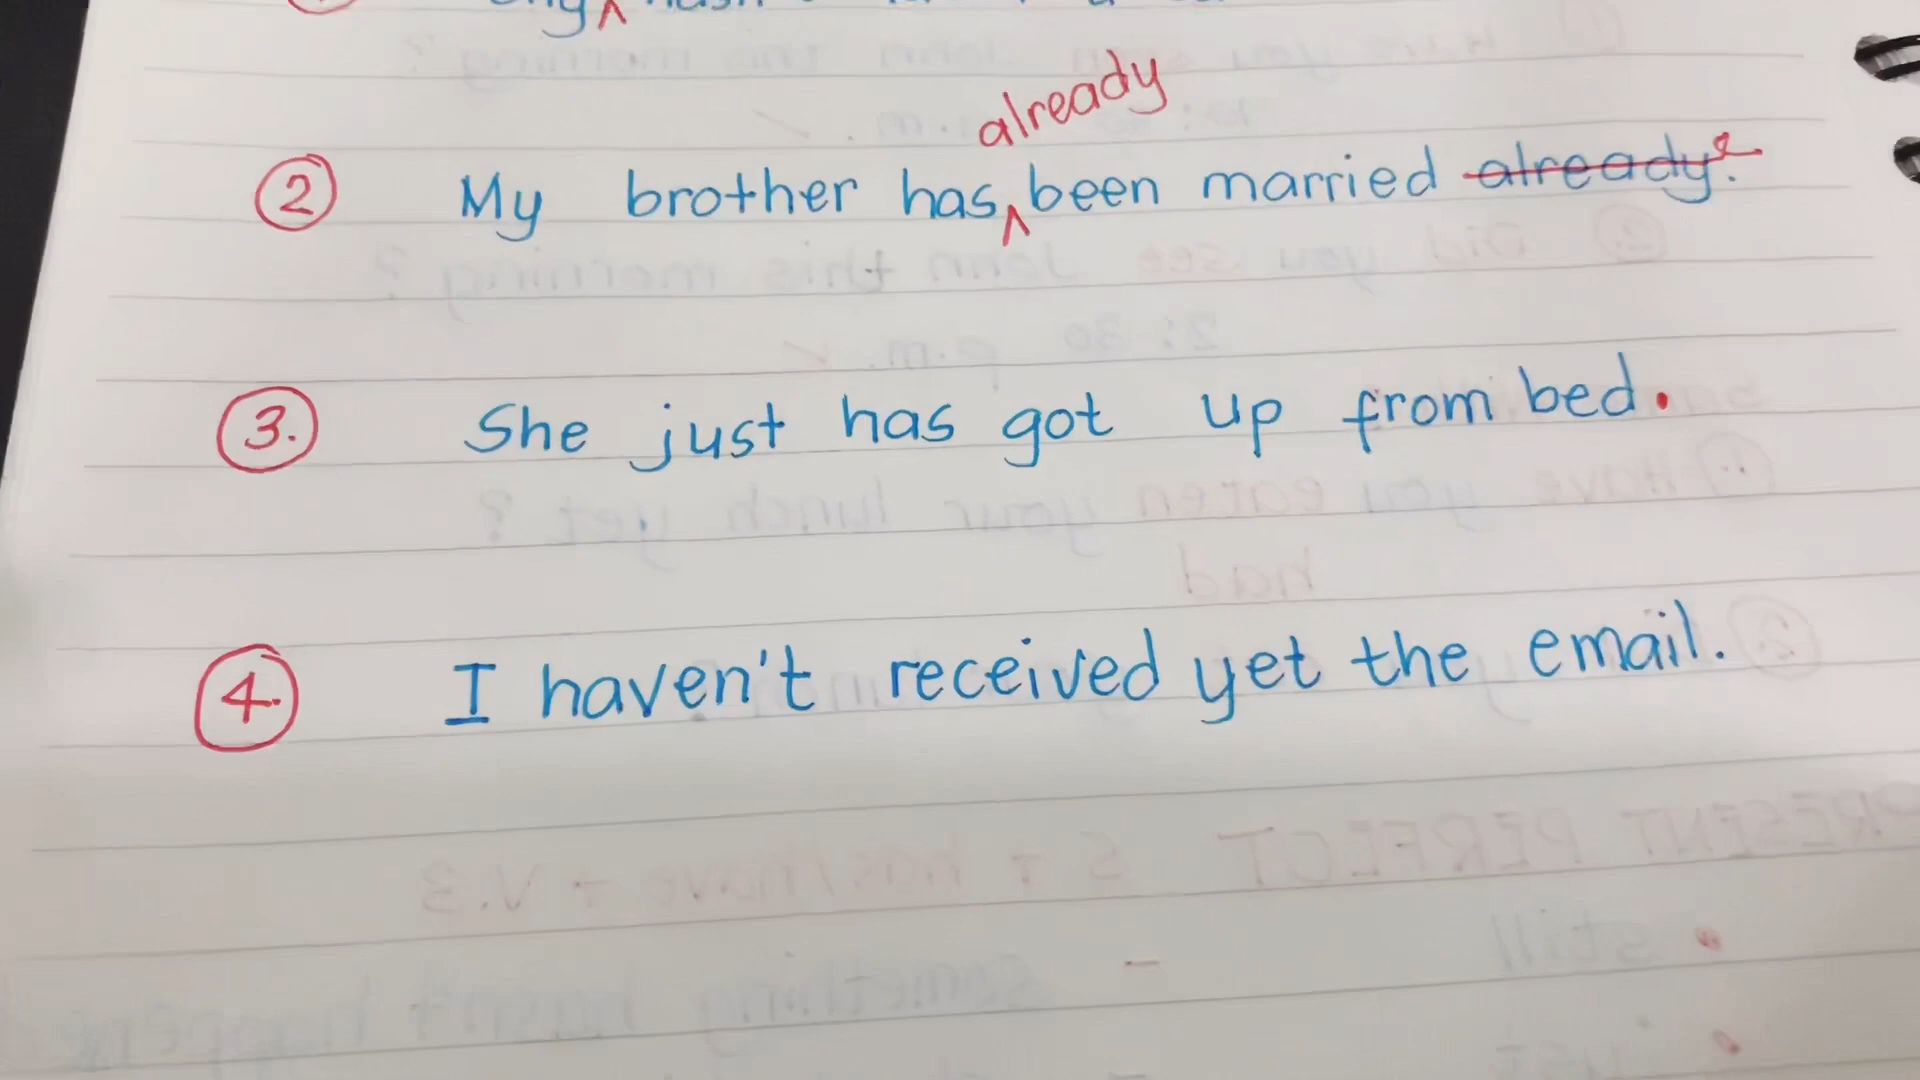 already
② My brother has ∧ been married already.
③. She just has got up from bed.
④. I haven't received yet the email.